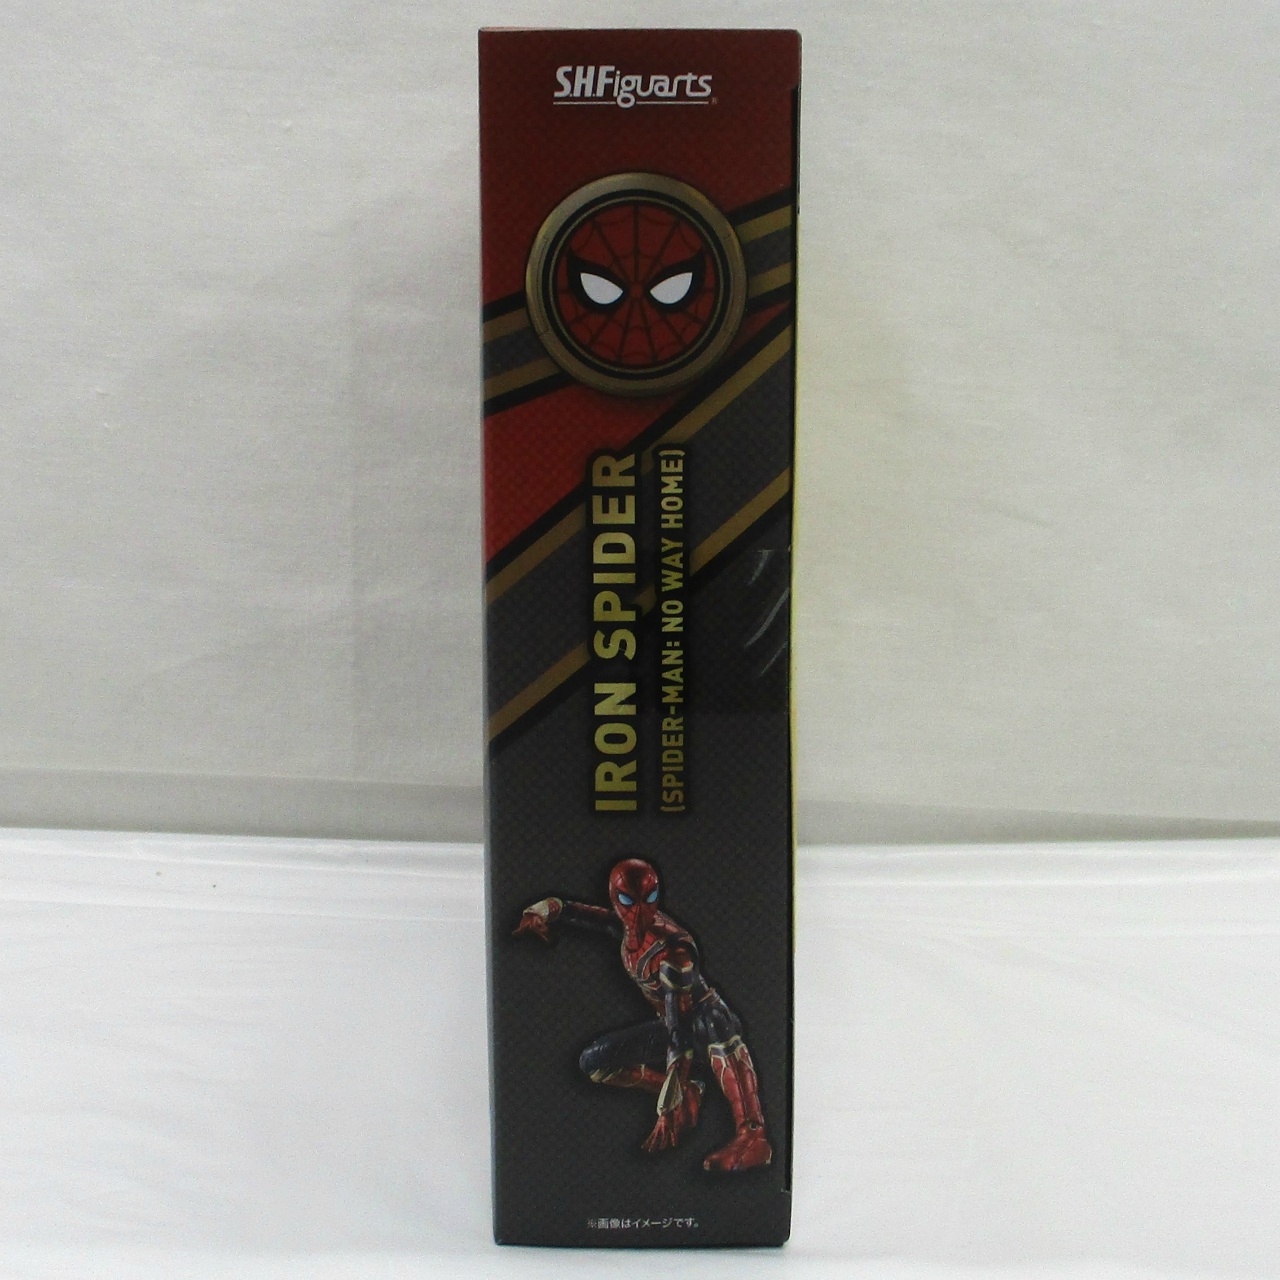 S.H.Figuarts
IRON SPIDER
(SPIDER-MAN: NO WAY HOME)
※画像はイメージです。